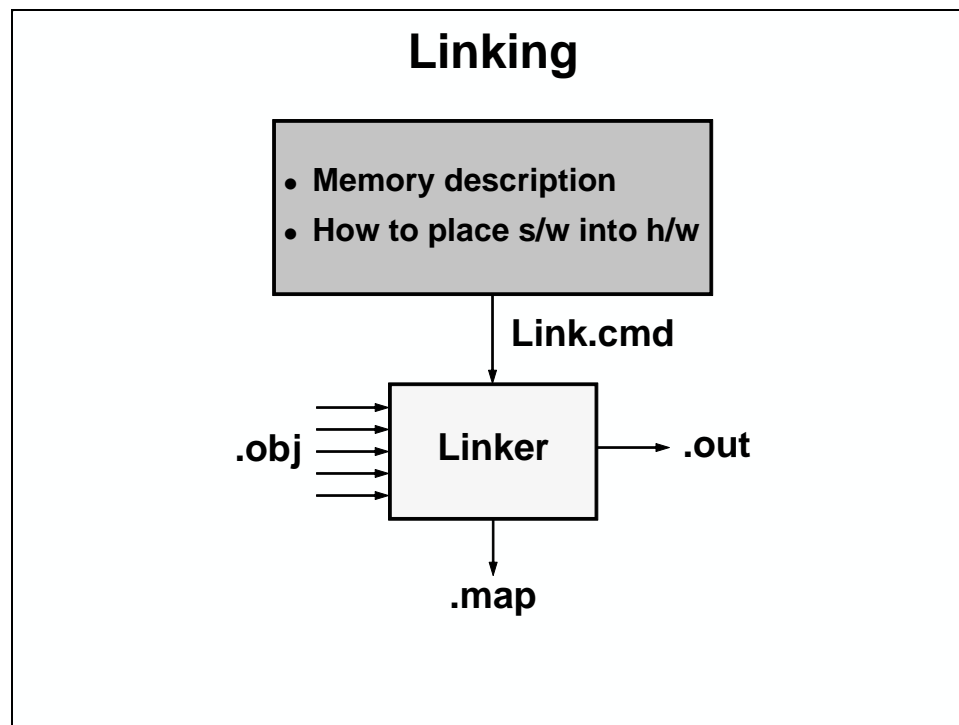 Linking
• Memory description
• How to place s/w into h/w
Link.cmd
.obj
Linker
.out
.map